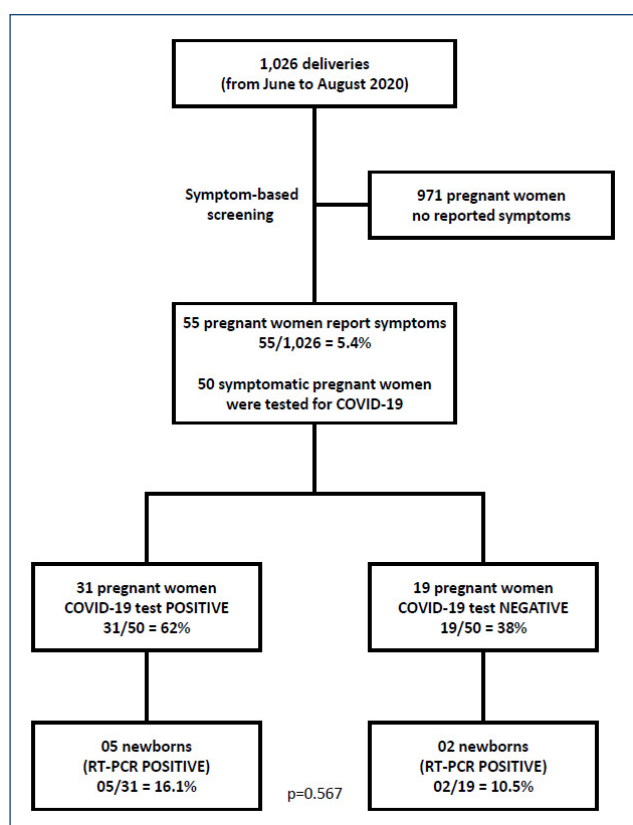 1,026 deliveries
(from June to August 2020)
Symptom-based
screening
971 pregnant women
no reported symptoms
55 pregnant women report symptoms
55/1,026 = 5.4%
50 symptomatic pregnant women
were tested for COVID-19
31 pregnant women
COVID-19 test POSITIVE
31/50 = 62%
19 pregnant women
COVID-19 test NEGATIVE
19/50 = 38%
05 newborns
(RT-PCR POSITIVE)
05/31 = 16.1%
p=0.567
02 newborns
(RT-PCR POSITIVE)
02/19 = 10.5%